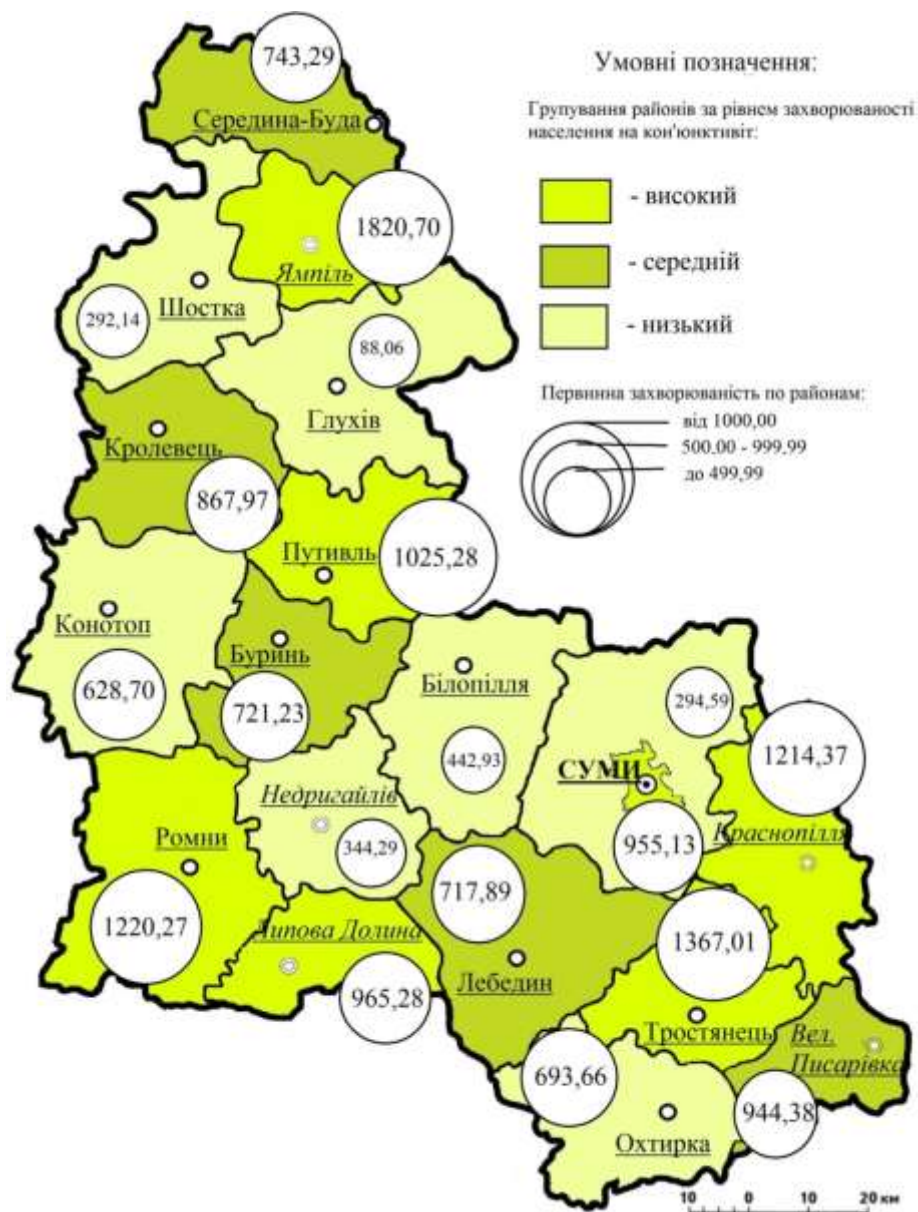 743,29
Умовні позначення:
Групування районів за рівнем захворюваості
населення на кон'юнктивіт:
Середина-Буда
- високий
1820,70
Ямпіль
- середній
Шостка
292,14
- низький
88,06
Первинна захворюваність по районам:
від 1000,00
500,00 - 999,99
до 499,99
Глухів
Кролевець
867,97
Путивль
1025,28
Конотоп
Буринь
Білопілля
628,70
721,23
294,59
442,93
1214,37
СУМИ
Недригайлів
Ромни
344,29
955,13
Краснопілля
717,89
1220,27
Липова Долина
1367,01
965,28
Лебедин
Тростянець
Вел.
Писарівка
693,66
944,38
Охтирка
10 0 10 20 км